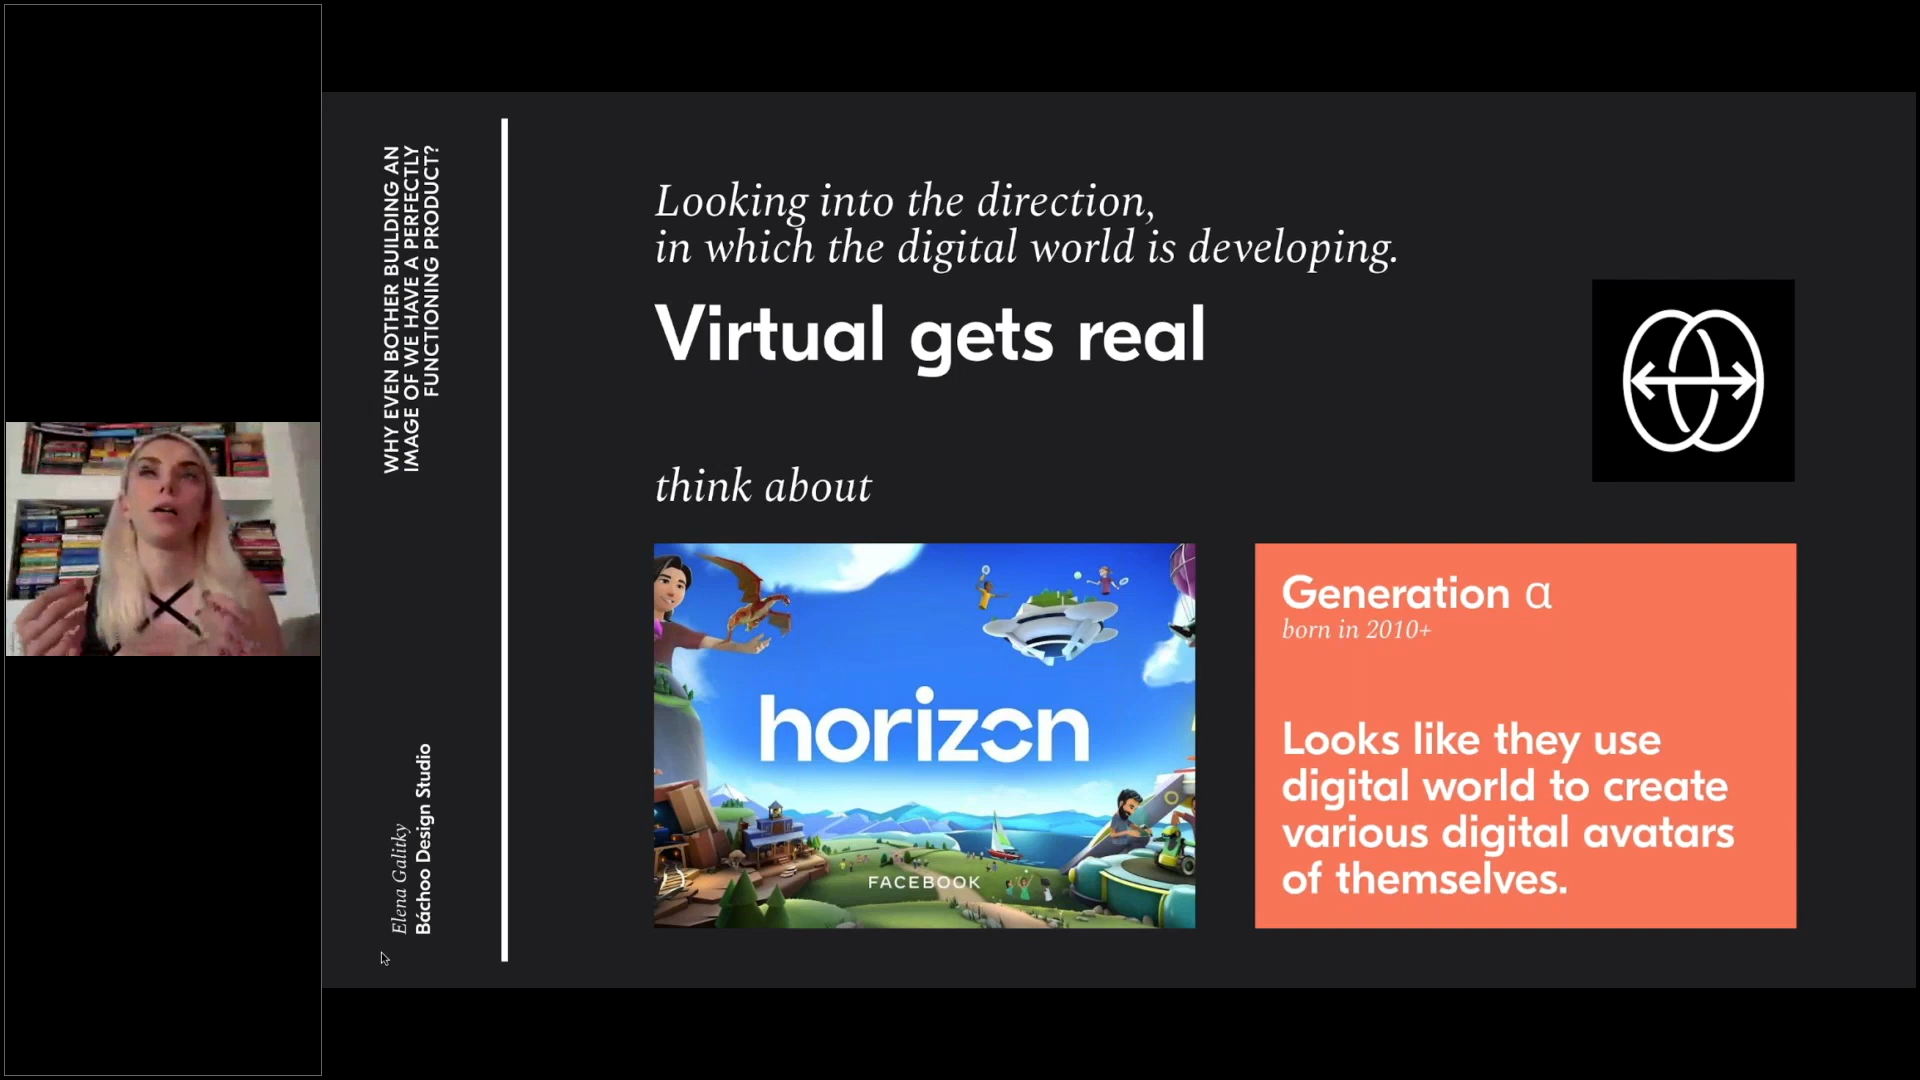 WHY EVEN BOTHER BUILDING AN
IMAGE OF WE HAVE A PERFECTLY
FUNCTIONING PRODUCT?
Elena Galitky
Báchoo Design Studio
Looking into the direction,
in which the digital world is developing.
Virtual gets real
think about
horizon
FACEBOOK
Generation α
born in 2010+
Looks like they use
digital world to create
various digital avatars
of themselves.